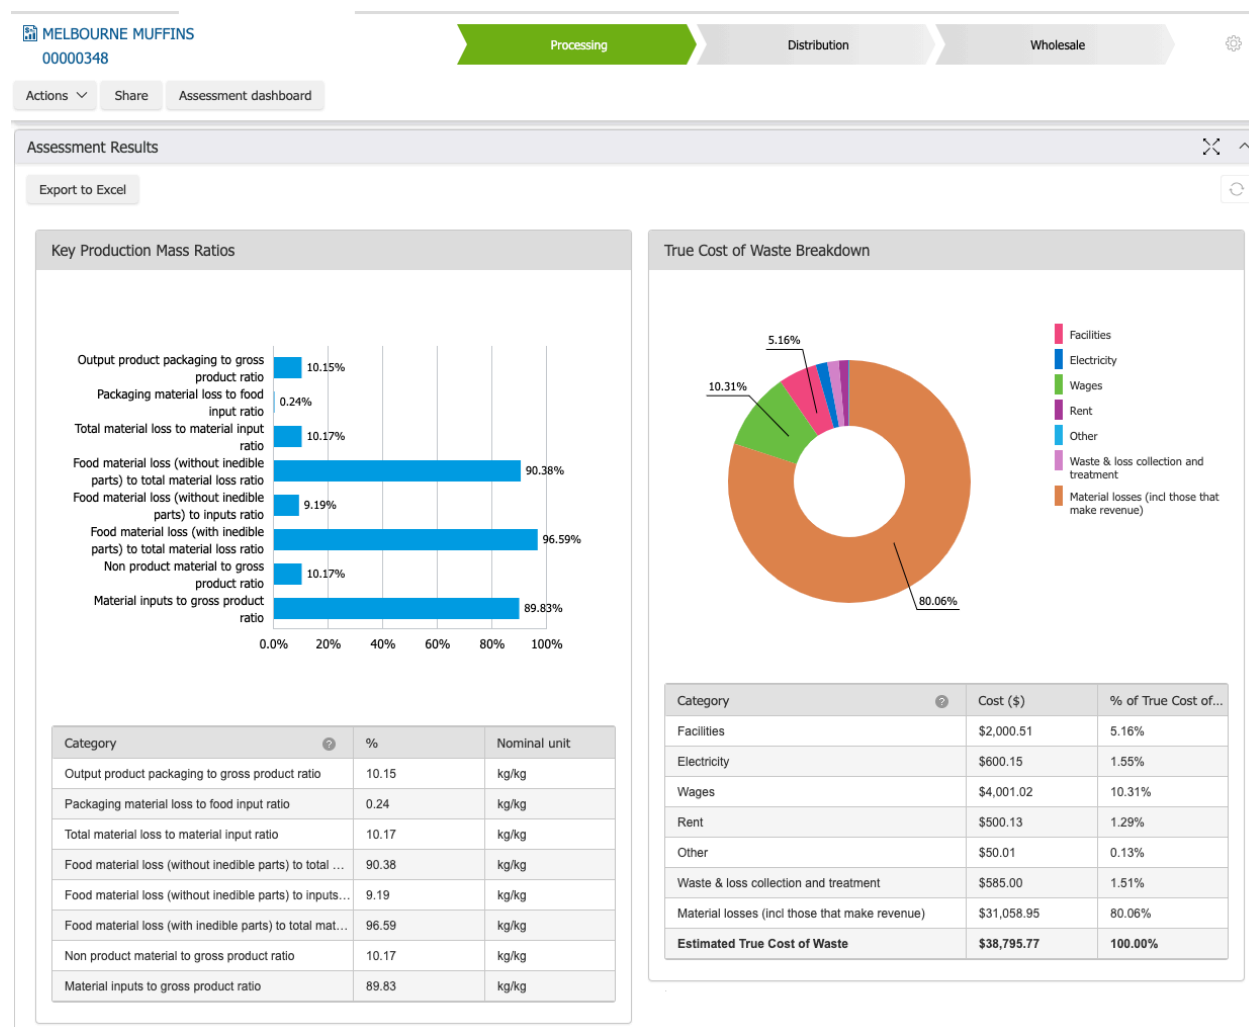 MELBOURNE MUFFINS
00000348
Processing
Distribution
Wholesale
Actions
Share
Assessment dashboard
Assessment Results
Export to Excel
Key Production Mass Ratios
Output product packaging to gross
product ratio
10.15%
Packaging material loss to food
input ratio
0.24%
Total material loss to material input
ratio
10.17%
Food material loss (without inedible
parts) to total material loss ratio
90.38%
Food material loss (without inedible
parts) to inputs ratio
9.19%
Food material loss (with inedible
parts) to total material loss ratio
96.59%
Non product material to gross
product ratio
10.17%
Material inputs to gross product
ratio
89.83%
0.0% 20% 40% 60% 80% 100%
Category ? % Nominal unit
Output product packaging to gross product ratio 10.15 kg/kg
Packaging material loss to food input ratio 0.24 kg/kg
Total material loss to material input ratio 10.17 kg/kg
Food material loss (without inedible parts) to total ... 90.38 kg/kg
Food material loss (without inedible parts) to inputs... 9.19 kg/kg
Food material loss (with inedible parts) to total mat... 96.59 kg/kg
Non product material to gross product ratio 10.17 kg/kg
Material inputs to gross product ratio 89.83 kg/kg
True Cost of Waste Breakdown
5.16%
10.31%
80.06%
Facilities
Electricity
Wages
Rent
Other
Waste & loss collection and
treatment
Material losses (incl those that
make revenue)
Category ? Cost ($) % of True Cost of...
Facilities $2,000.51 5.16%
Electricity $600.15 1.55%
Wages $4,001.02 10.31%
Rent $500.13 1.29%
Other $50.01 0.13%
Waste & loss collection and treatment $585.00 1.51%
Material losses (incl those that make revenue) $31,058.95 80.06%
Estimated True Cost of Waste $38,795.77 100.00%